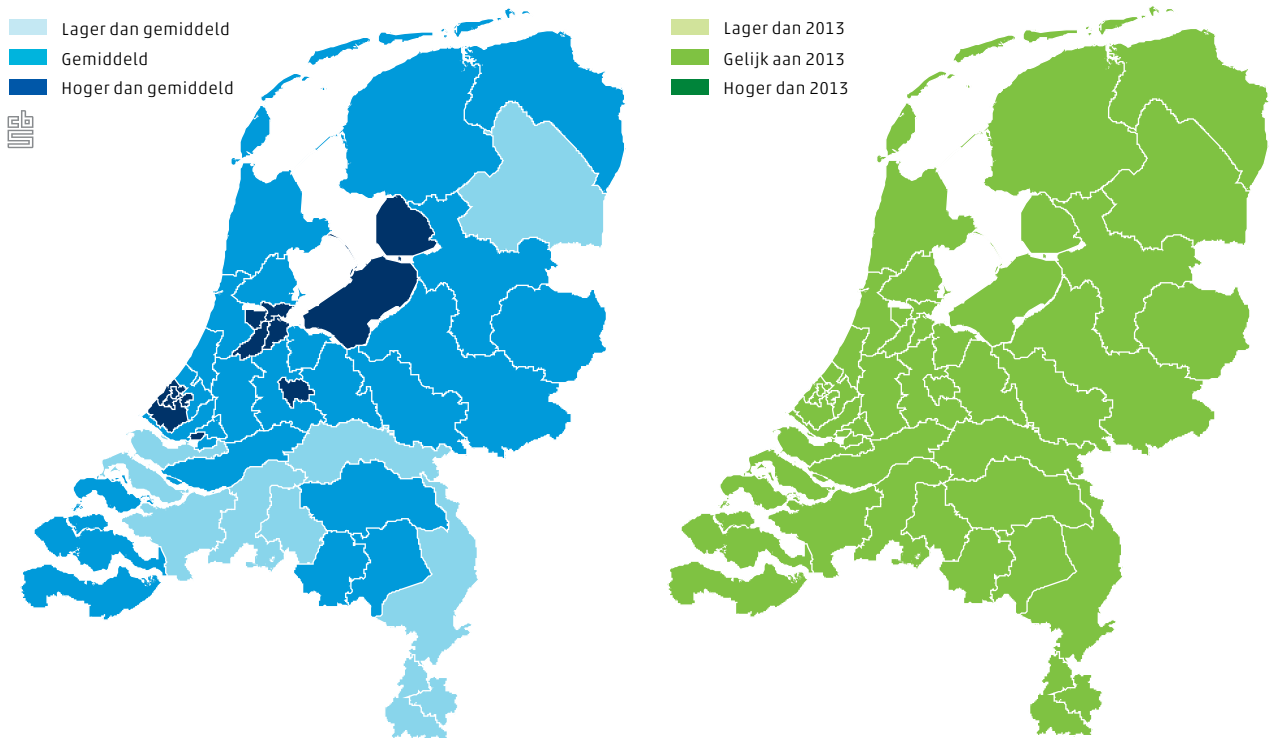 Lager dan gemiddeld
Gemiddeld
Hoger dan gemiddeld
cbs
Lager dan 2013
Gelijk aan 2013
Hoger dan 2013